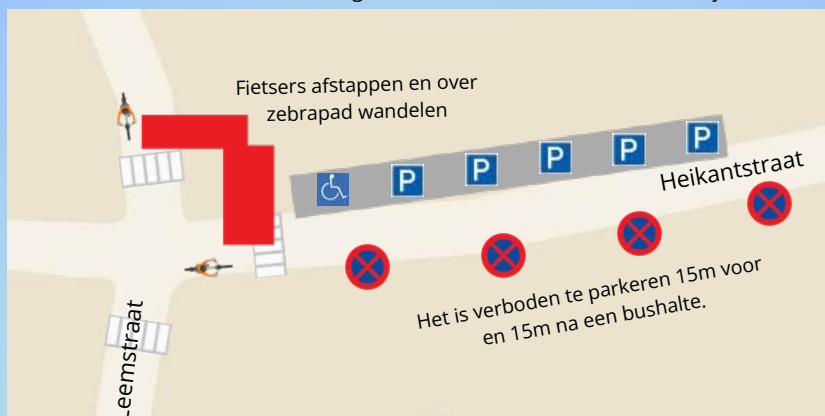 Fietsers afstappen en over
zebrapad wandelen
P
P
P
P
P
Heikantstraat
Het is verboden te parkeren 15m voor
en 15m na een bushalte.
Leemstraat